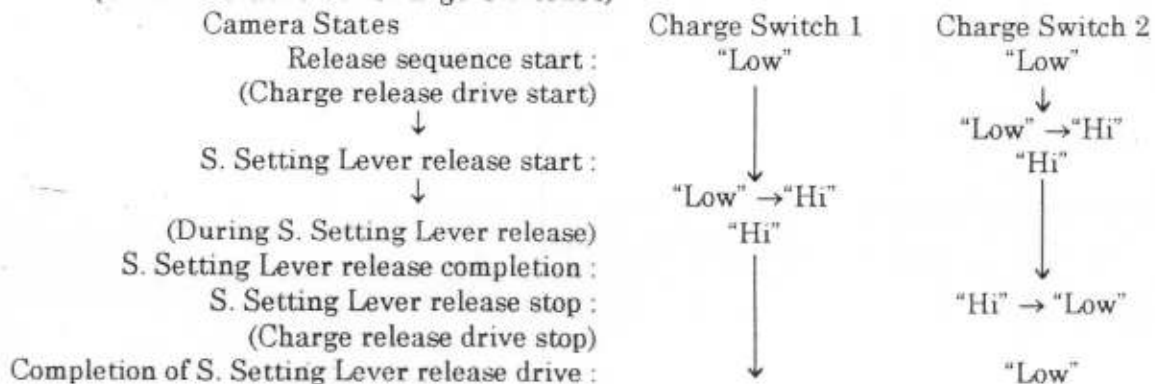 Camera States Charge Switch 1 Charge Switch 2
Release sequence start : “Low” “Low”
(Charge release drive start)
↓ “Low” → “Hi”
S. Setting Lever release start : “Hi”
↓ “Low” → “Hi”
(During S. Setting Lever release) “Hi”
S. Setting Lever release completion :
S. Setting Lever release stop : “Hi” → “Low”
(Charge release drive stop)
Completion of S. Setting Lever release drive : “Low”